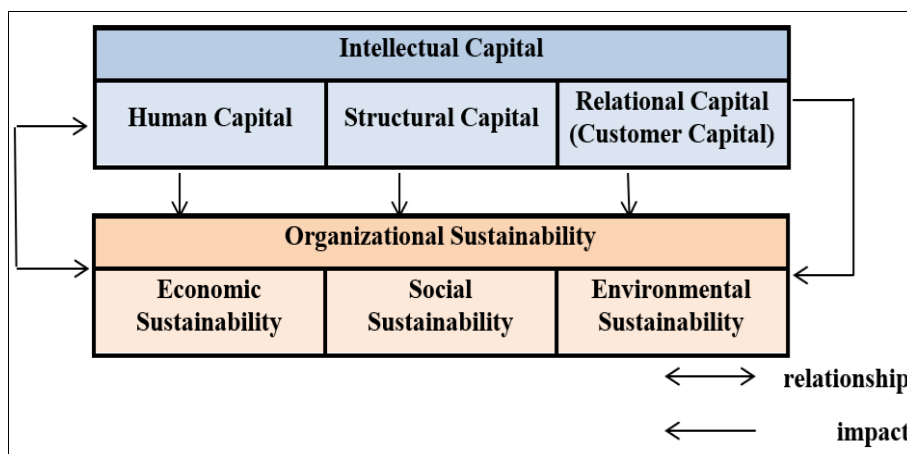 Intellectual Capital
Human Capital
Structural Capital
Relational Capital
(Customer Capital)
Organizational Sustainability
Economic
Sustainability
Social
Sustainability
Environmental
Sustainability
relationship
impact